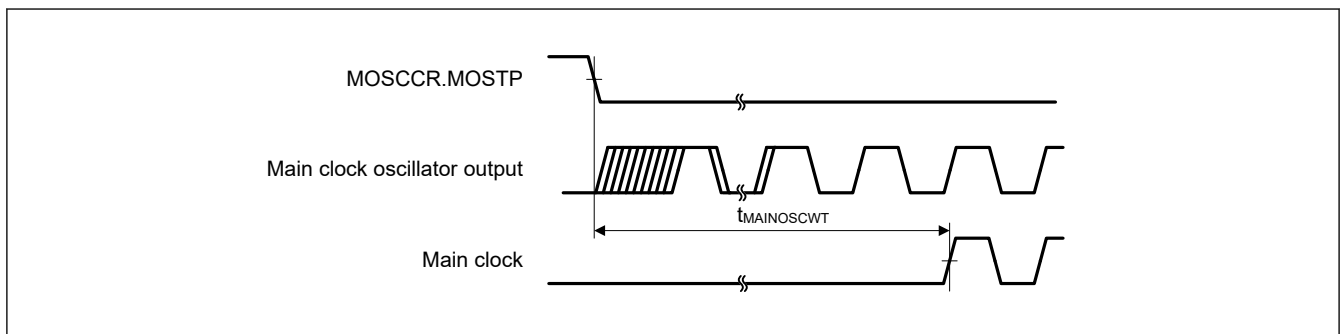 MOSCCR.MOSTP
Main clock oscillator output
tMAINOSCWT
Main clock